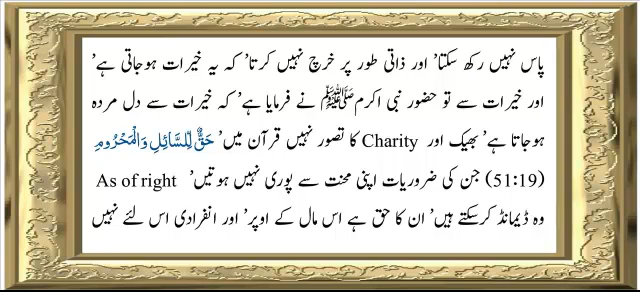 پاس نہیں رکھ سکتا’ اور ذاتی طور پر خرچ نہیں کرتا’ کہ یہ خیرات ہوجاتی ہے’
اور خیرات سے تو حضور نبی اکرمﷺ نے فرمایا ہے’ کہ خیرات سے دل مردہ
ہوجاتا ہے’ بھیک اور Charity کا تصور نہیں قرآن میں’ حَقٌّ لِّلسَّائِلِ وَالْمَحْرُومِ
(51:19) جن کی ضروریات اپنی محنت سے پوری نہیں ہوتیں’ As of right
وہ ڈیمانڈ کرسکتے ہیں’ ان کا حق ہے اس مال کے اوپر’ اور انفرادی اس لئے نہیں